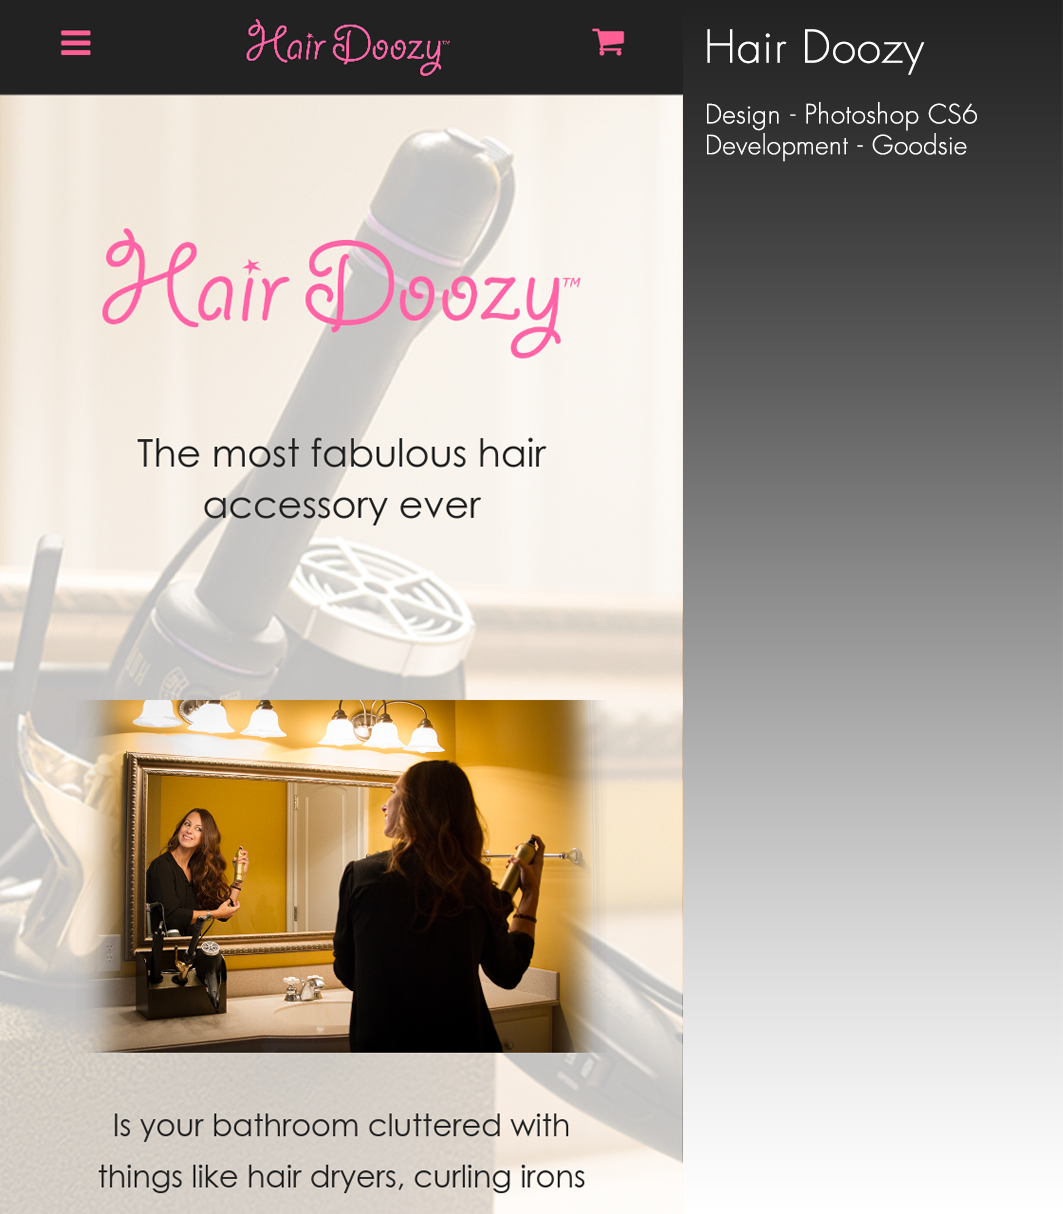 Hair Doozy™
Hair Doozy
Design - Photoshop CS6
Development - Goodsie
Hair Doozy™
The most fabulous hair
accessory ever
Is your bathroom cluttered with
things like hair dryers, curling irons